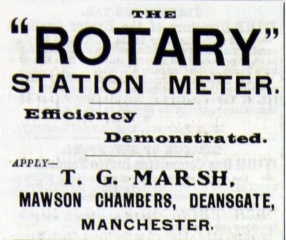 THE
"ROTARY"
STATION METER.
Efficiency
Demonstrated.
APPLY—
T. G. MARSH,
MAWSON CHAMBERS, DEANSGATE,
MANCHESTER.